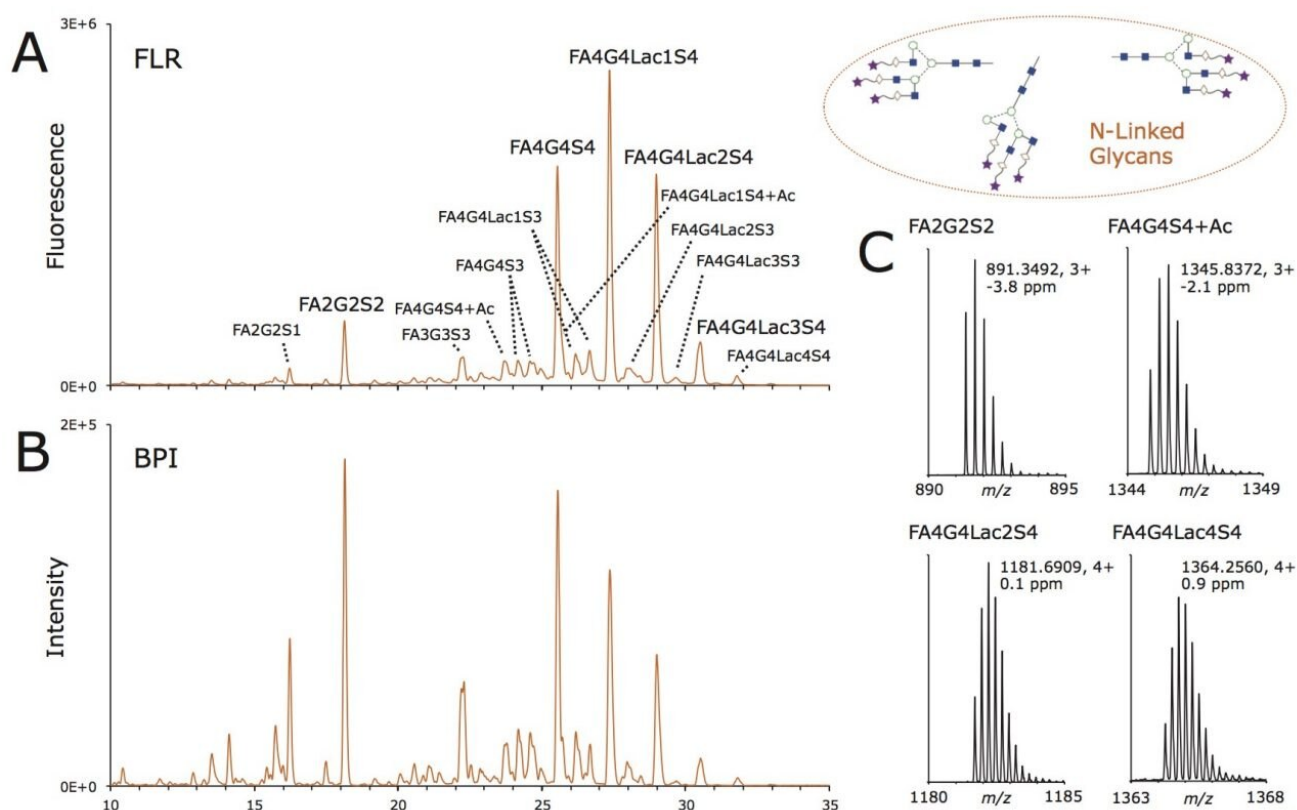 A
3E+6
FLR
Fluorescence
0E+0
FA2G2S1
FA2G2S2
FA3G3S3
FA4G4S4+Ac
FA4G4S3
FA4G4Lac1S3
FA4G4S4
FA4G4Lac1S4
FA4G4Lac2S4
FA4G4Lac1S4+Ac
FA4G4Lac2S3
FA4G4Lac3S3
FA4G4Lac3S4
FA4G4Lac4S4
N-Linked
Glycans
B
2E+5
BPI
Intensity
0E+0
10 15 20 25 30 35
C
FA2G2S2
891.3492, 3+
-3.8 ppm
890 m/z 895
FA4G4S4+Ac
1345.8372, 3+
-2.1 ppm
1344 m/z 1349
FA4G4Lac2S4
1181.6909, 4+
0.1 ppm
1180 m/z 1185
FA4G4Lac4S4
1364.2560, 4+
0.9 ppm
1363 m/z 1368